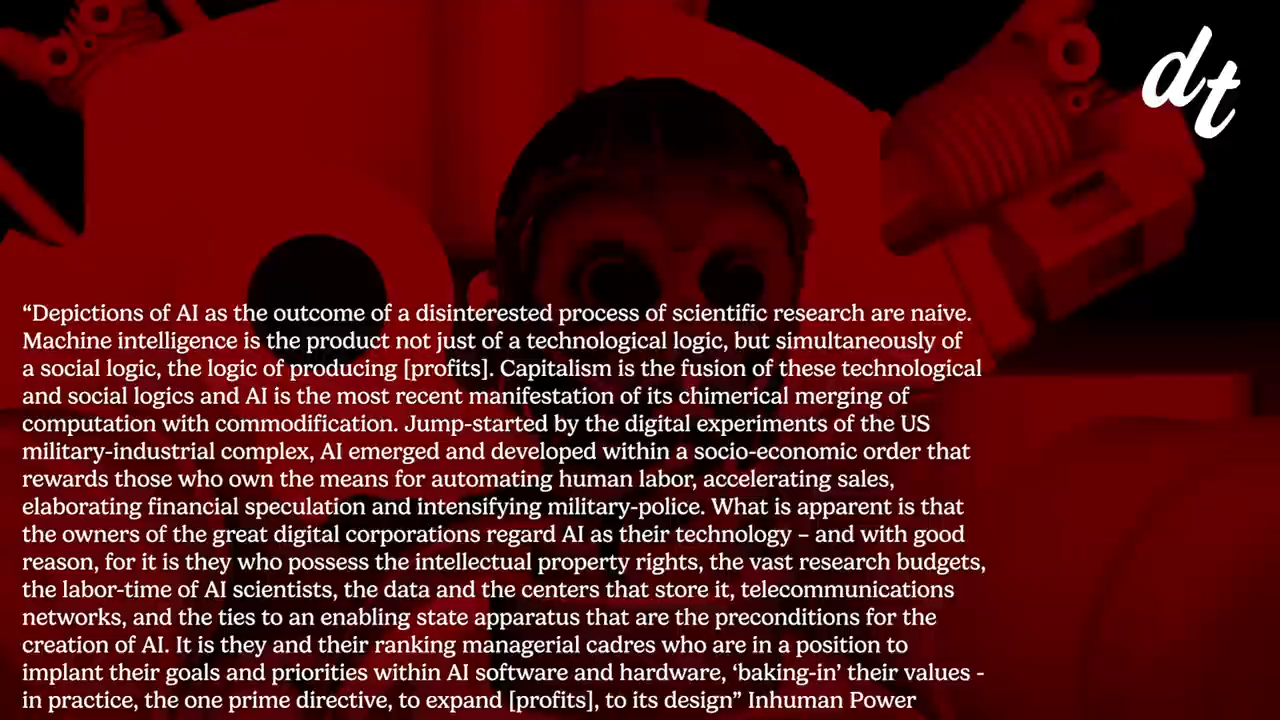 dt
“Depictions of AI as the outcome of a disinterested process of scientific research are naive.
Machine intelligence is the product not just of a technological logic, but simultaneously of
a social logic, the logic of producing [profits]. Capitalism is the fusion of these technological
and social logics and AI is the most recent manifestation of its chimerical merging of
computation with commodification. Jump-started by the digital experiments of the US
military-industrial complex, AI emerged and developed within a socio-economic order that
rewards those who own the means for automating human labor, accelerating sales,
elaborating financial speculation and intensifying military-police. What is apparent is that
the owners of the great digital corporations regard AI as their technology – and with good
reason, for it is they who possess the intellectual property rights, the vast research budgets,
the labor-time of AI scientists, the data and the centers that store it, telecommunications
networks, and the ties to an enabling state apparatus that are the preconditions for the
creation of AI. It is they and their ranking managerial cadres who are in a position to
implant their goals and priorities within AI software and hardware, ‘baking-in’ their values -
in practice, the one prime directive, to expand [profits], to its design” Inhuman Power